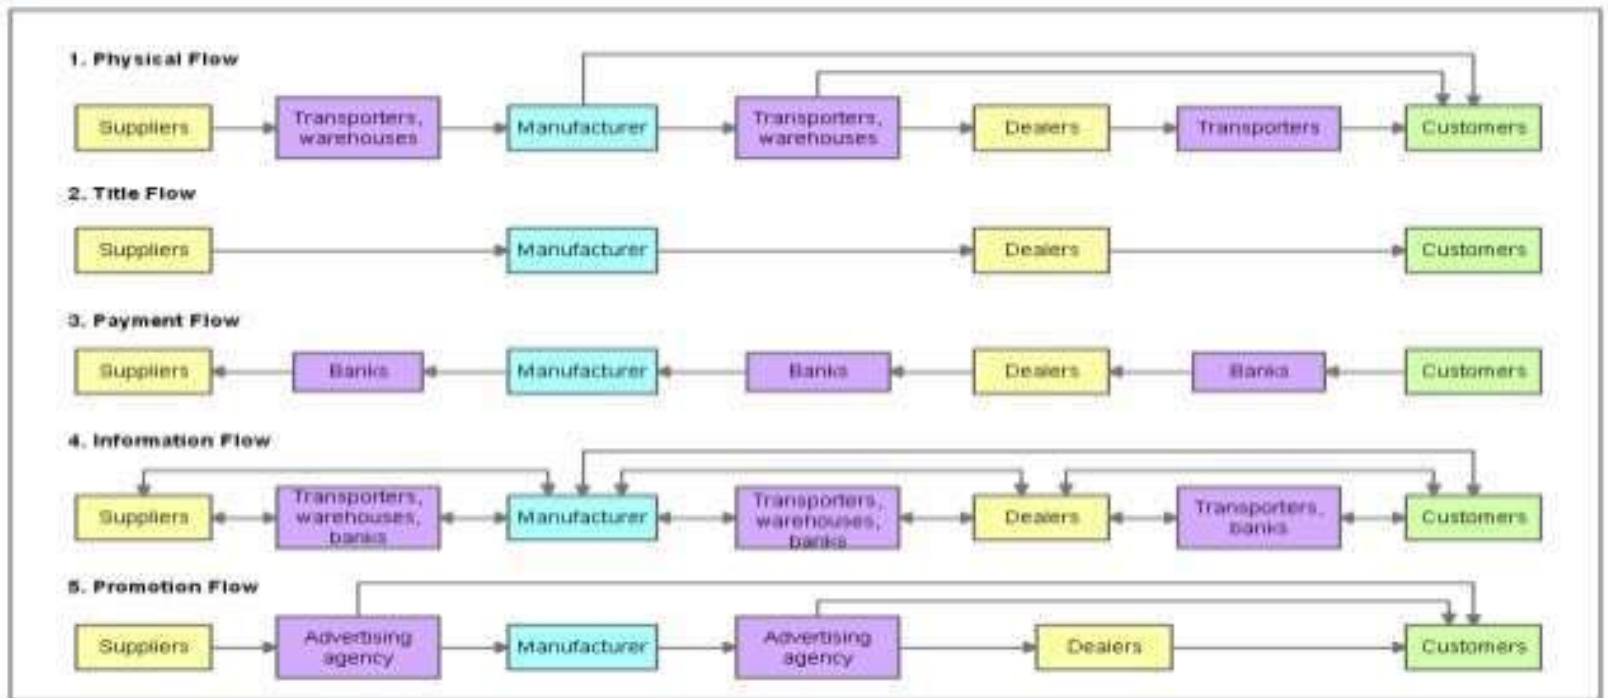 1. Physical Flow
Suppliers
Transporters,
warehouses
Manufacturer
Transporters,
warehouses
Dealers
Transporters
Customers
2. Title Flow
Suppliers
Manufacturer
Dealers
Customers
3. Payment Flow
Suppliers
Banks
Manufacturer
Banks
Dealers
Banks
Customers
4. Information Flow
Suppliers
Transporters,
warehouses,
banks
Manufacturer
Transporters,
warehouses,
banks
Dealers
Transporters,
banks
Customers
5. Promotion Flow
Suppliers
Advertising
agency
Manufacturer
Advertising
agency
Dealers
Customers